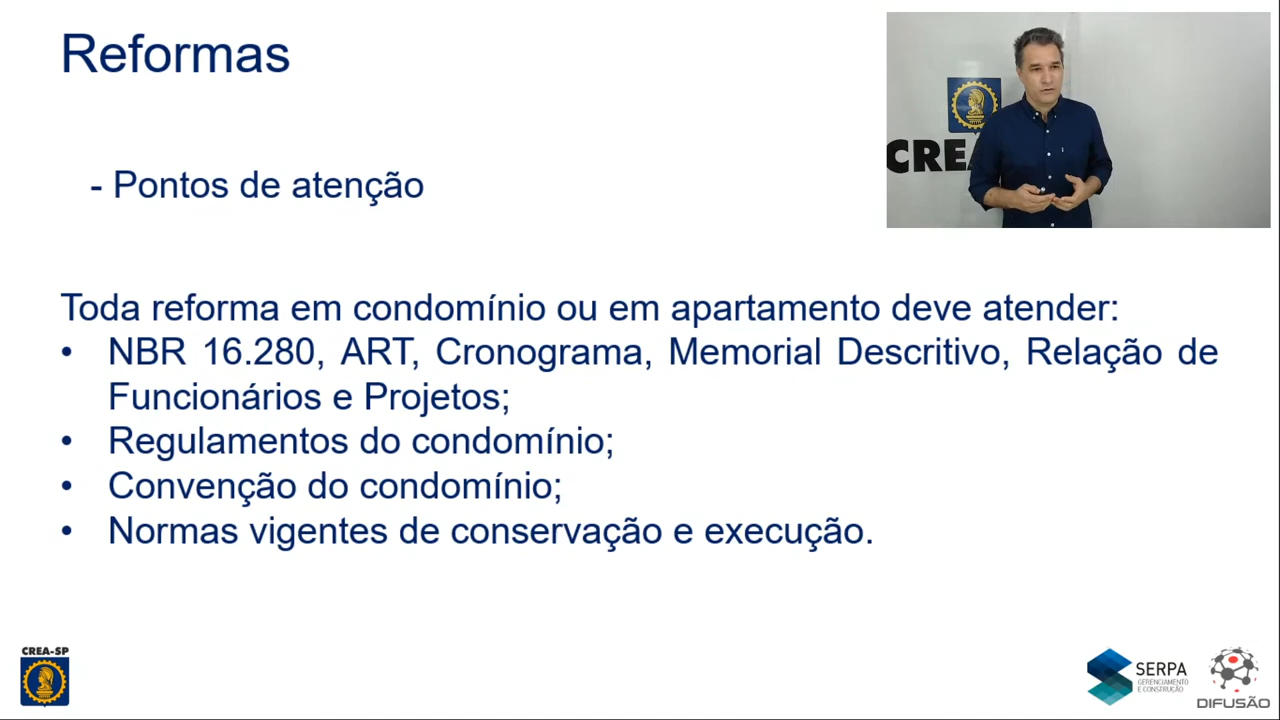 Reformas
CREA
- Pontos de atenção
Toda reforma em condomínio ou em apartamento deve atender:
• NBR 16.280, ART, Cronograma, Memorial Descritivo, Relação de
Funcionários e Projetos;
• Regulamentos do condomínio;
• Convenção do condomínio;
• Normas vigentes de conservação e execução.
CREA-SP
SERPA
GERENCIAMENTO
E CONSTRUÇÃO
DIFUSÃO